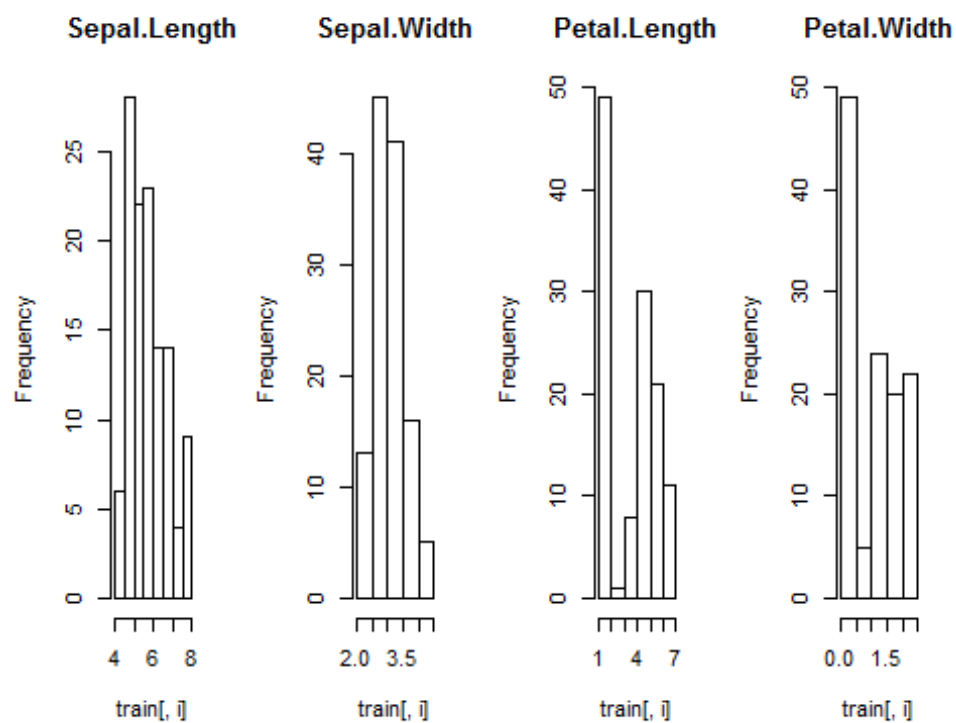 Sepal.Length
Frequency
0
5
10
15
20
25
4 6 8
train[, i]
Sepal.Width
Frequency
0
10
20
30
40
2.0 3.5
train[, i]
Petal.Length
Frequency
0
10
20
30
40
50
1 4 7
train[, i]
Petal.Width
Frequency
0
10
20
30
40
50
0.0 1.5
train[, i]